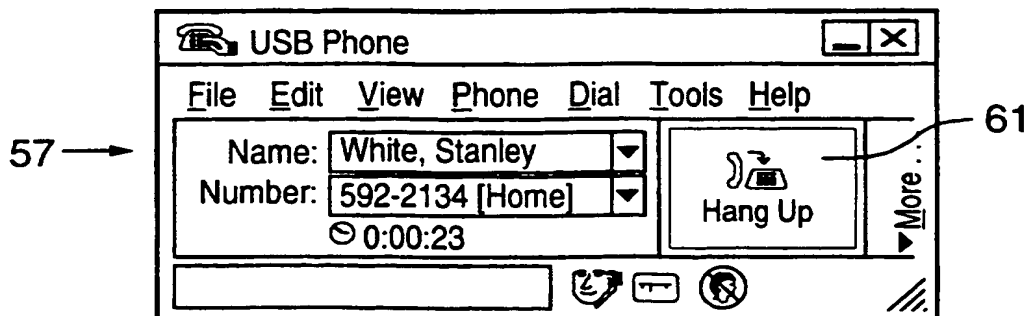 USB Phone
File Edit View Phone Dial Tools Help
57
61
Name: White, Stanley
Number: 592-2134 [Home]
0:00:23
Hang Up
More...